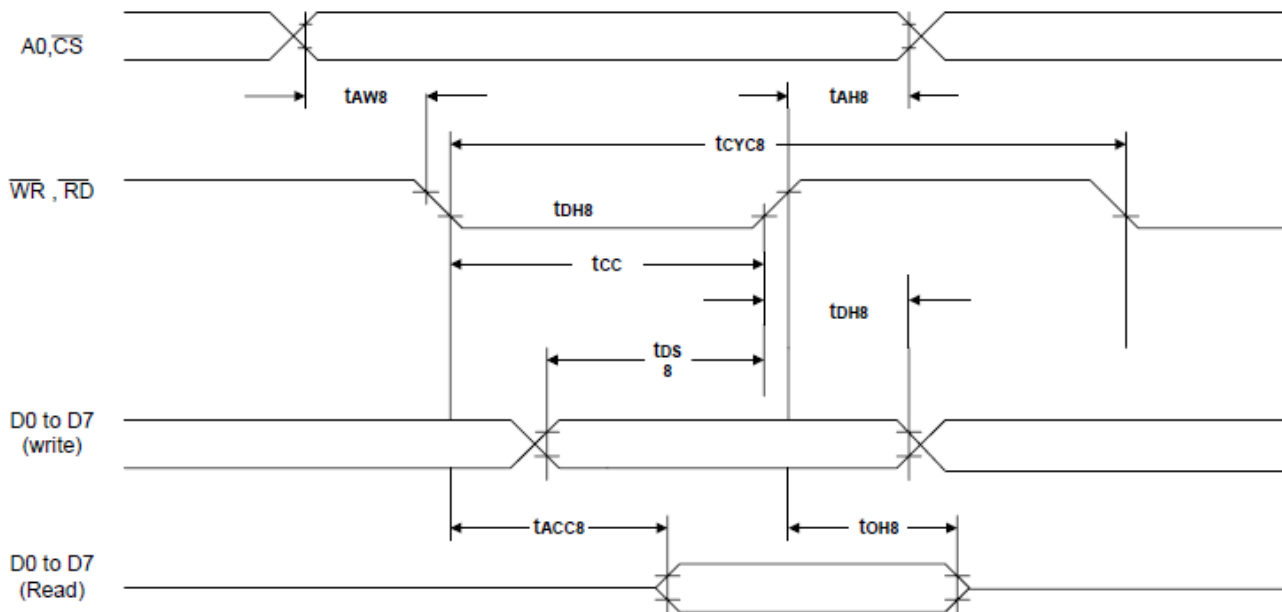 A0,CS
tAW8
tAH8
tCYC8
WR , RD
tDH8
tCC
tDH8
tDS
8
D0 to D7
(write)
tACC8
tOH8
D0 to D7
(Read)